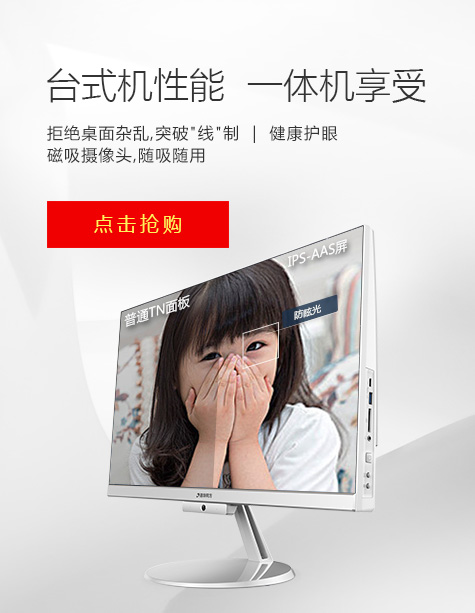 台式机性能 一体机享受
拒绝桌面杂乱,突破"线"制 | 健康护眼
磁吸摄像头,随吸随用
点击抢购
IPS-AAS屏
普通TN面板
防眩光